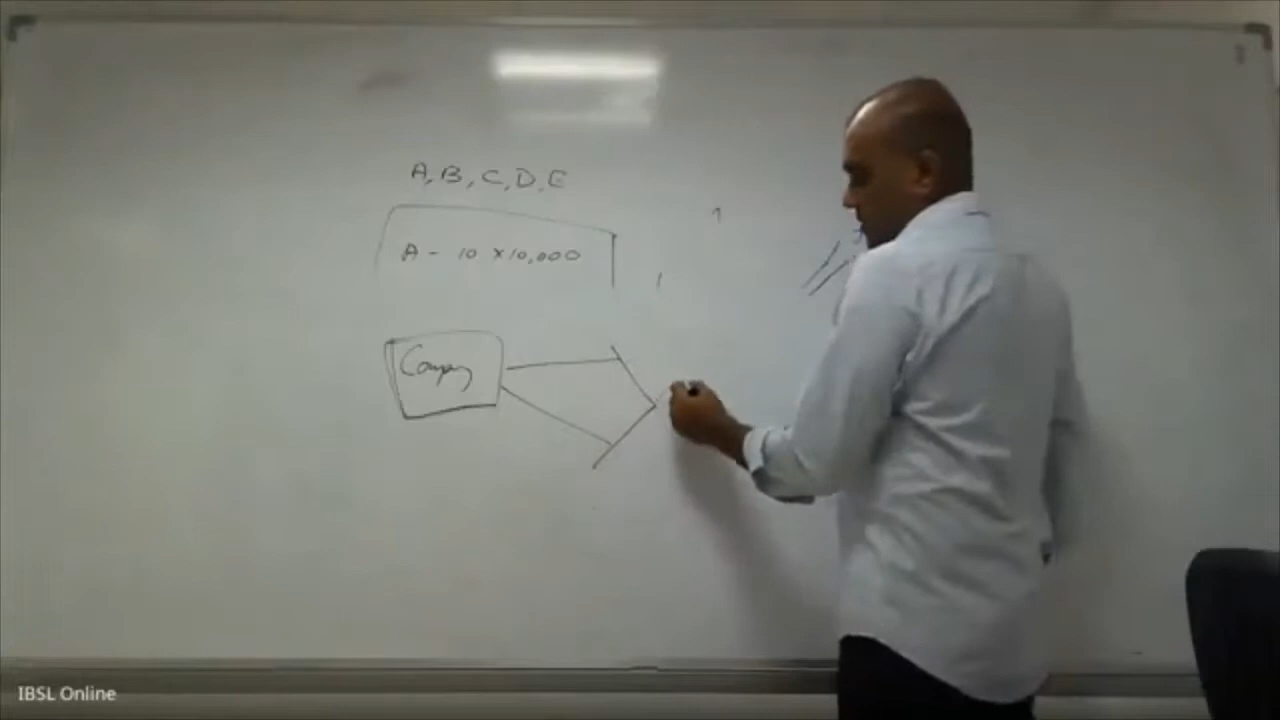 A, B, C, D, E
A - 10 × 10,000
Company
IBSL Online